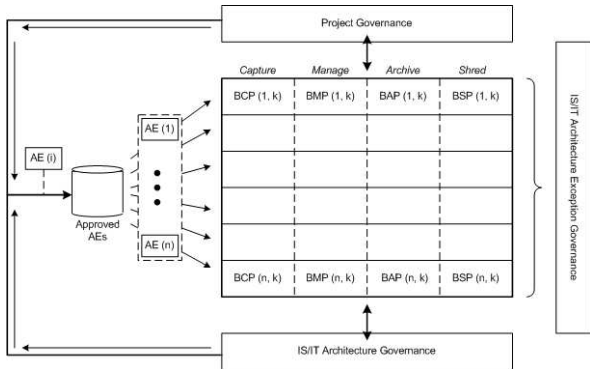 Project Governance
Capture Manage Archive Shred
BCP (1, k) BMP (1, k) BAP (1, k) BSP (1, k)
AE (1)
AE (i)
Approved
AEs
AE (n)
BCP (n, k) BMP (n, k) BAP (n, k) BSP (n, k)
IS/IT Architecture Governance
IS/IT Architecture Exception Governance